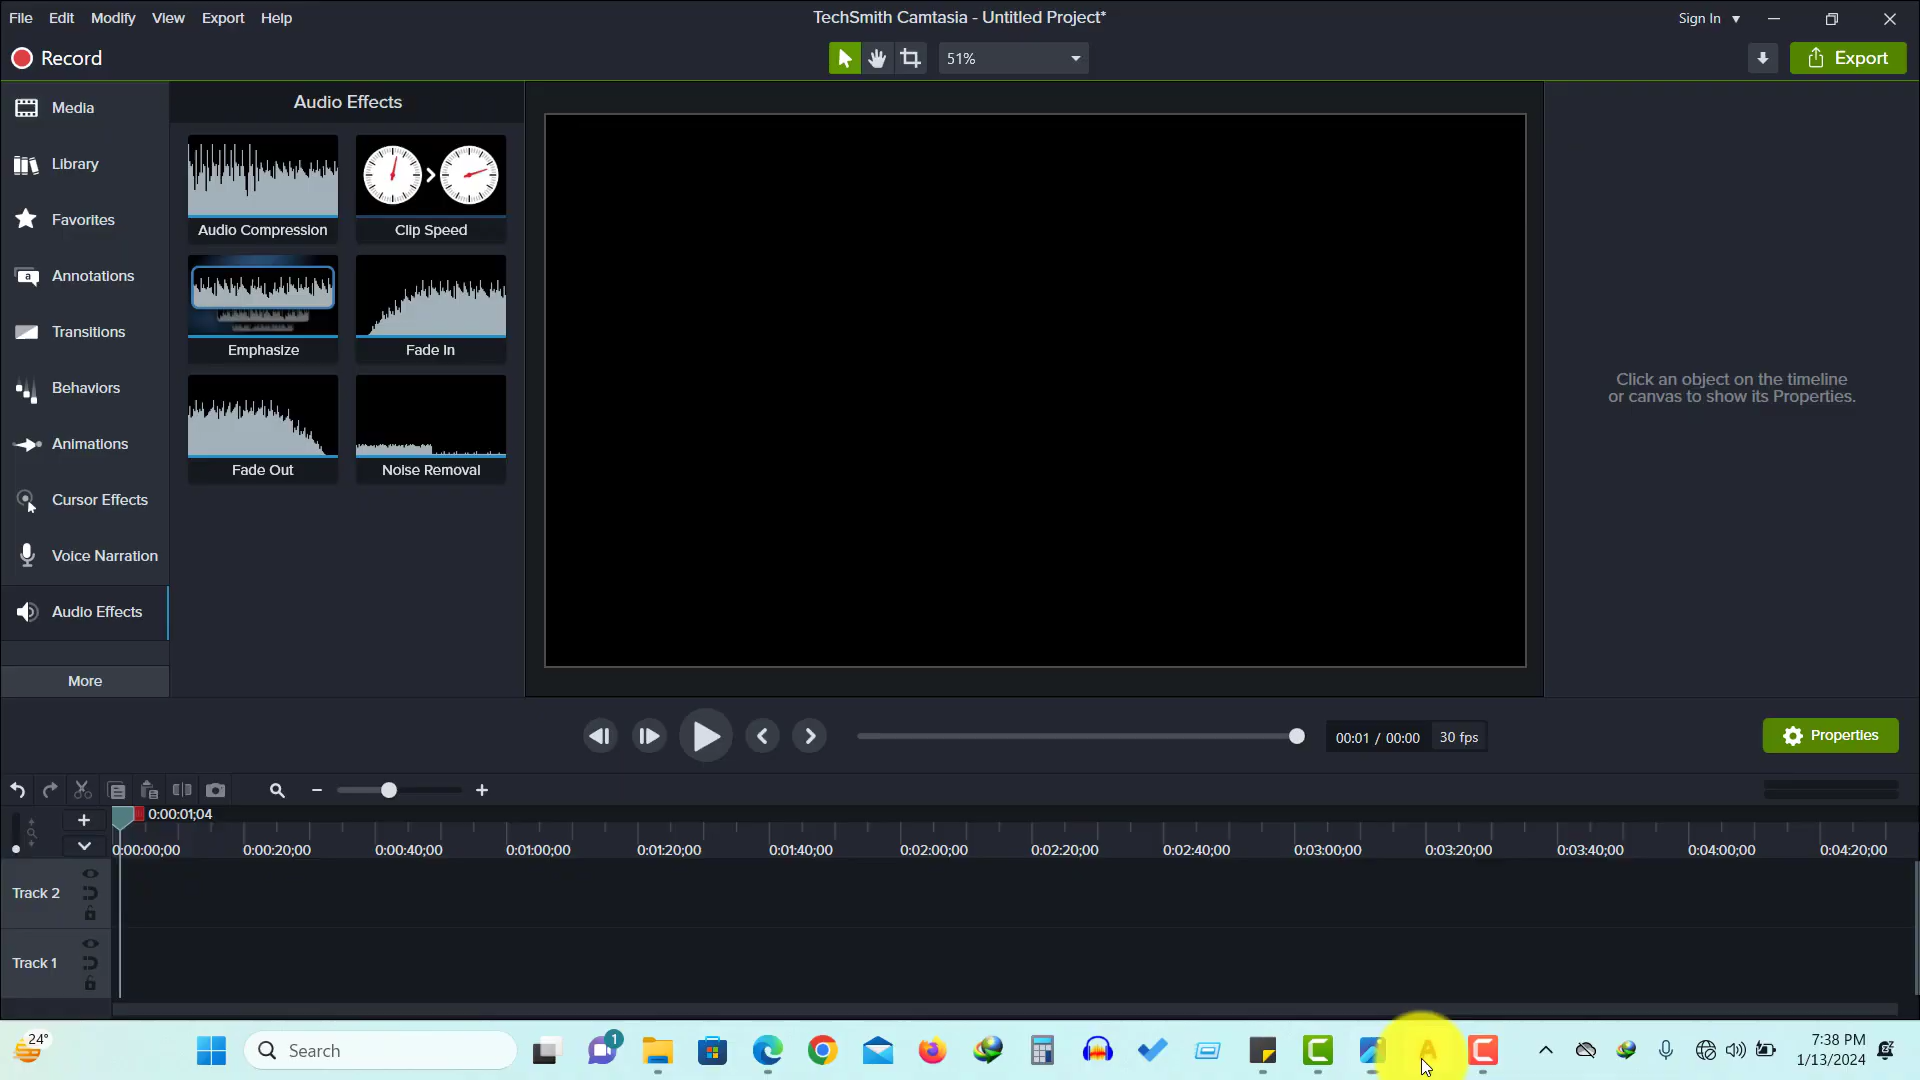 File Edit Modify View Export Help
TechSmith Camtasia - Untitled Project*
Sign In
Record
51%
Export
Media
Library
Favorites
Annotations
Transitions
Behaviors
Animations
Cursor Effects
Voice Narration
Audio Effects
More
Audio Effects
Audio Compression
Clip Speed
Emphasize
Fade In
Fade Out
Noise Removal
Click an object on the timeline
or canvas to show its Properties.
00:01 / 00:00 30 fps
Properties
0:00:01;04
0:00:00;00 0:00:20;00 0:00:40;00 0:01:00;00 0:01:20;00 0:01:40;00 0:02:00;00 0:02:20;00 0:02:40;00 0:03:00;00 0:03:20;00 0:03:40;00 0:04:00;00 0:04:20;00
Track 2
Track 1
24°
Search
1
7:38 PM
1/13/2024